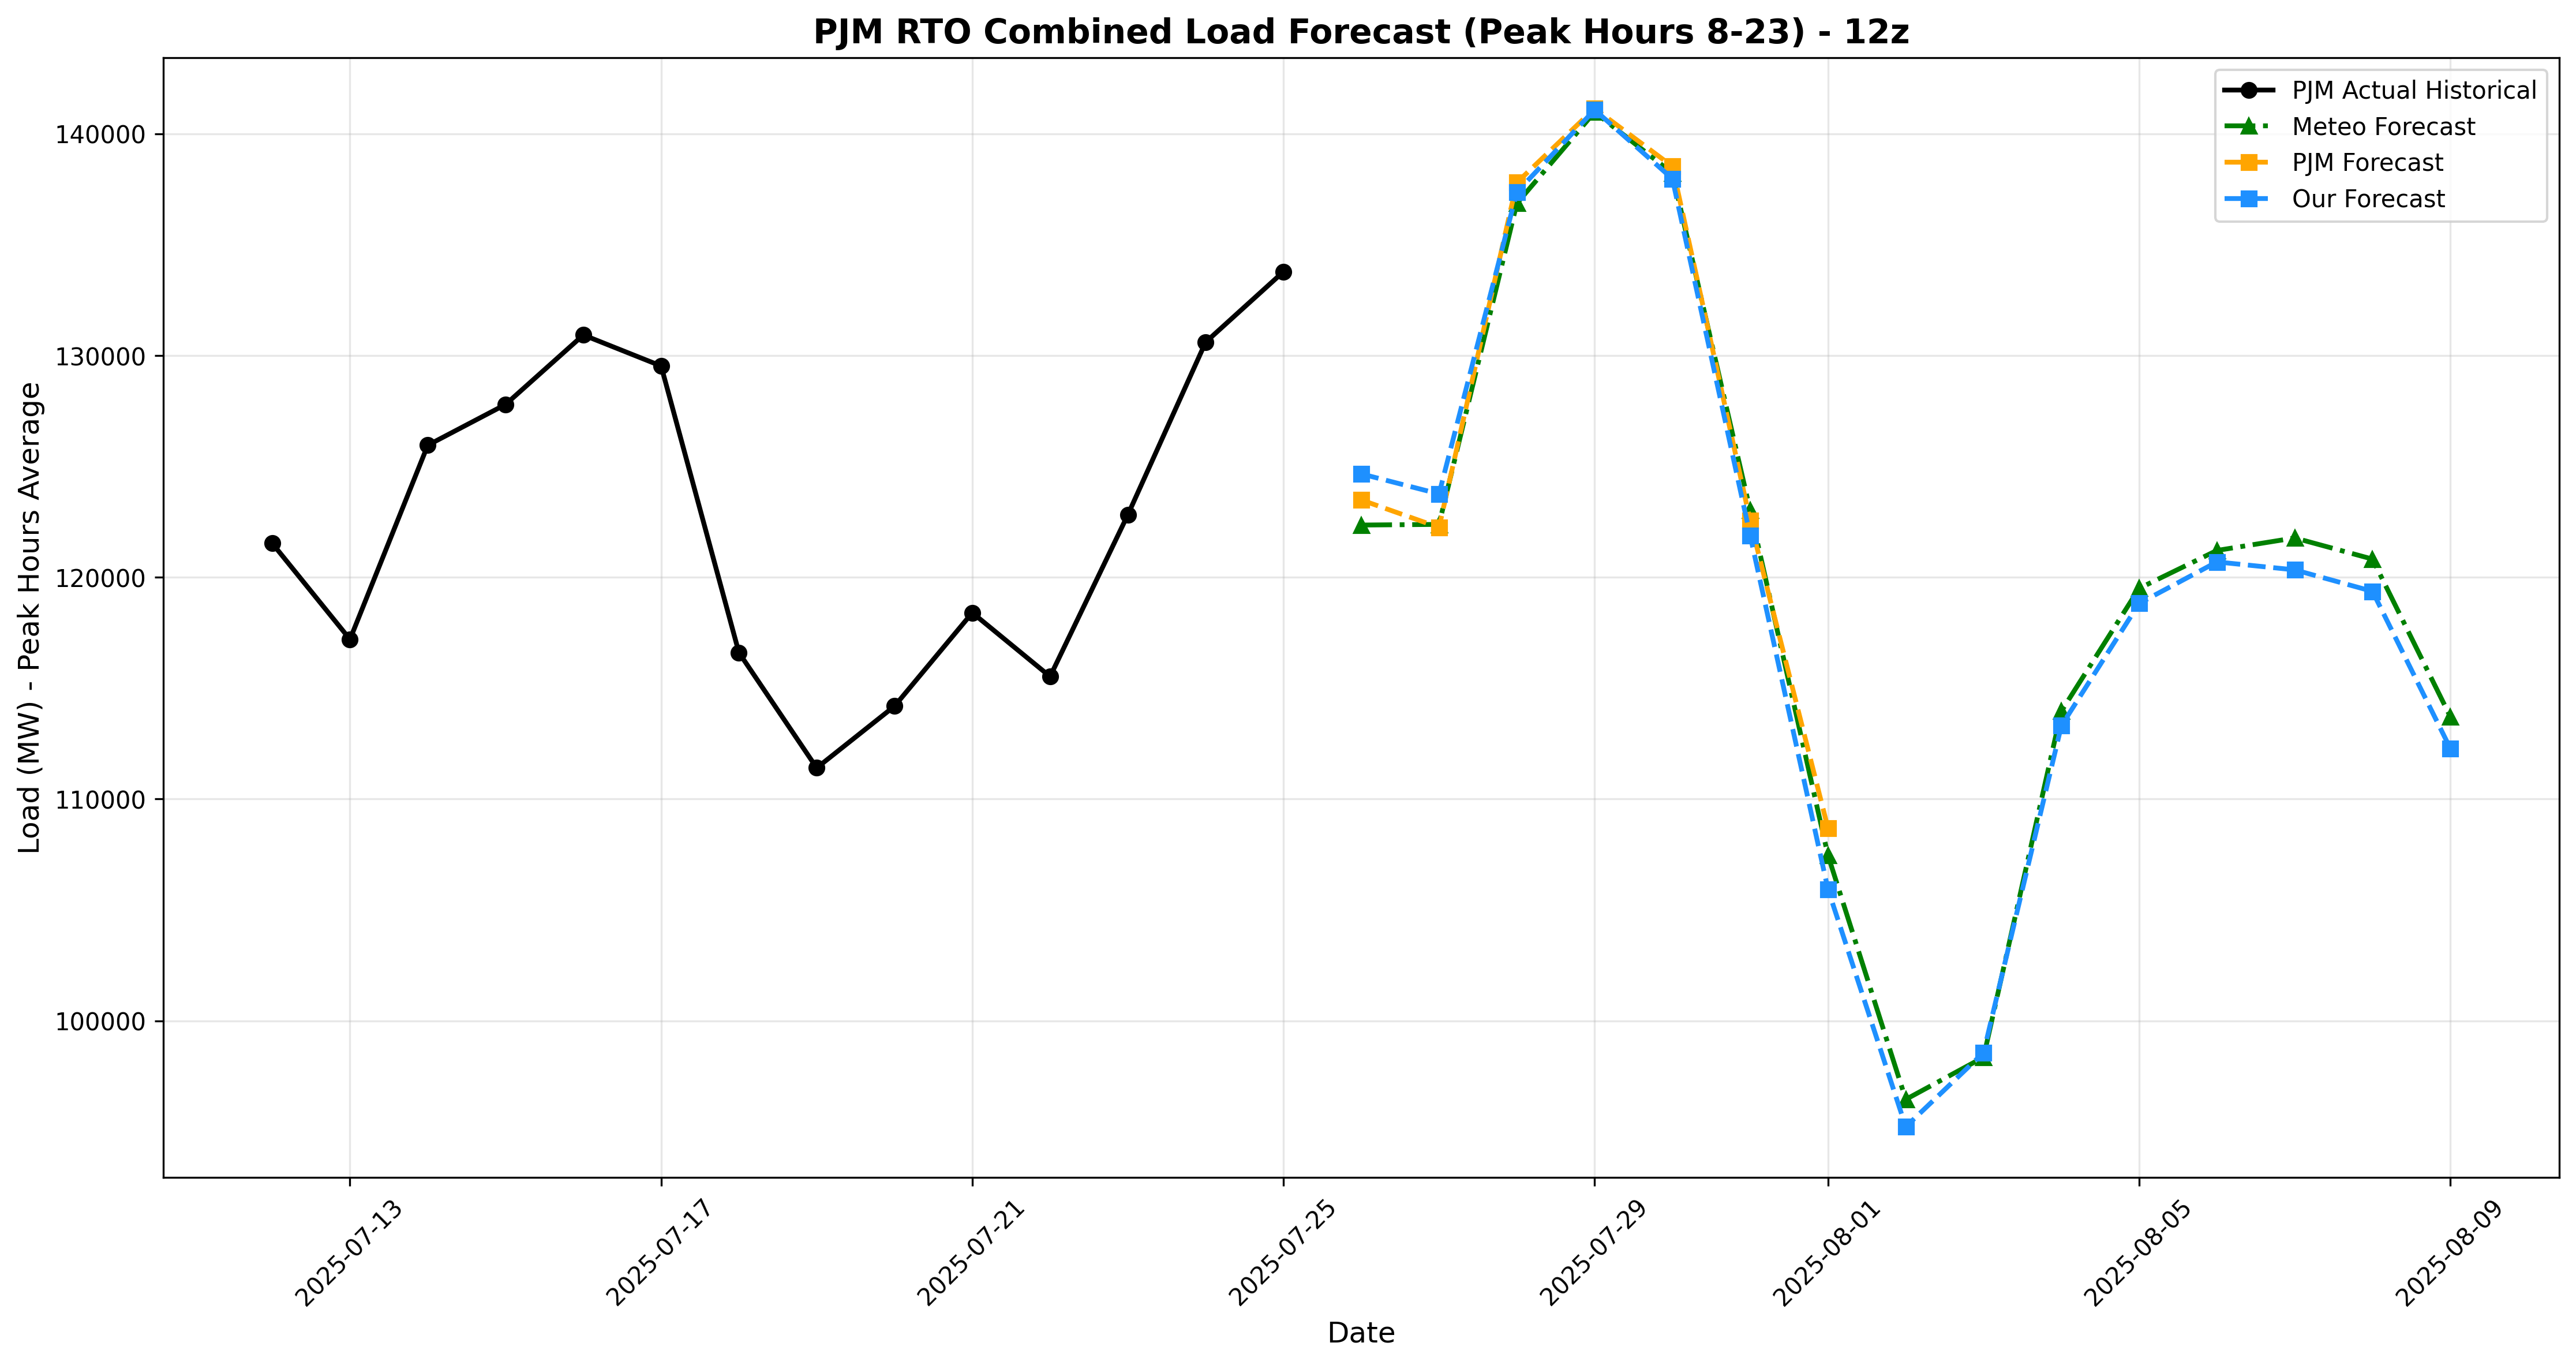 PJM RTO Combined Load Forecast (Peak Hours 8-23) - 12z
PJM Actual Historical
Meteo Forecast
PJM Forecast
Our Forecast
Load (MW) - Peak Hours Average
140000
130000
120000
110000
100000
2025-07-13
2025-07-17
2025-07-21
2025-07-25
2025-07-29
2025-08-01
2025-08-05
2025-08-09
Date